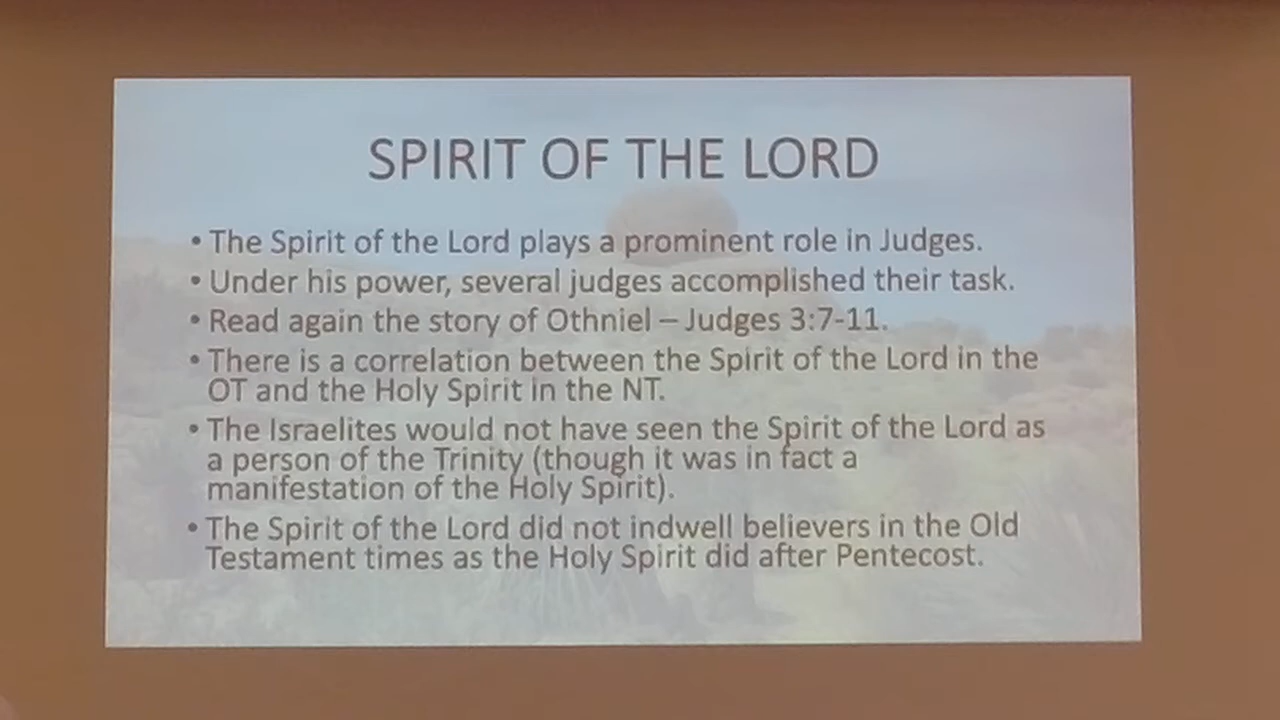 SPIRIT OF THE LORD
• The Spirit of the Lord plays a prominent role in Judges.
• Under his power, several judges accomplished their task.
• Read again the story of Othniel – Judges 3:7-11.
• There is a correlation between the Spirit of the Lord in the
OT and the Holy Spirit in the NT.
• The Israelites would not have seen the Spirit of the Lord as
a person of the Trinity (though it was in fact a
manifestation of the Holy Spirit).
• The Spirit of the Lord did not indwell believers in the Old
Testament times as the Holy Spirit did after Pentecost.